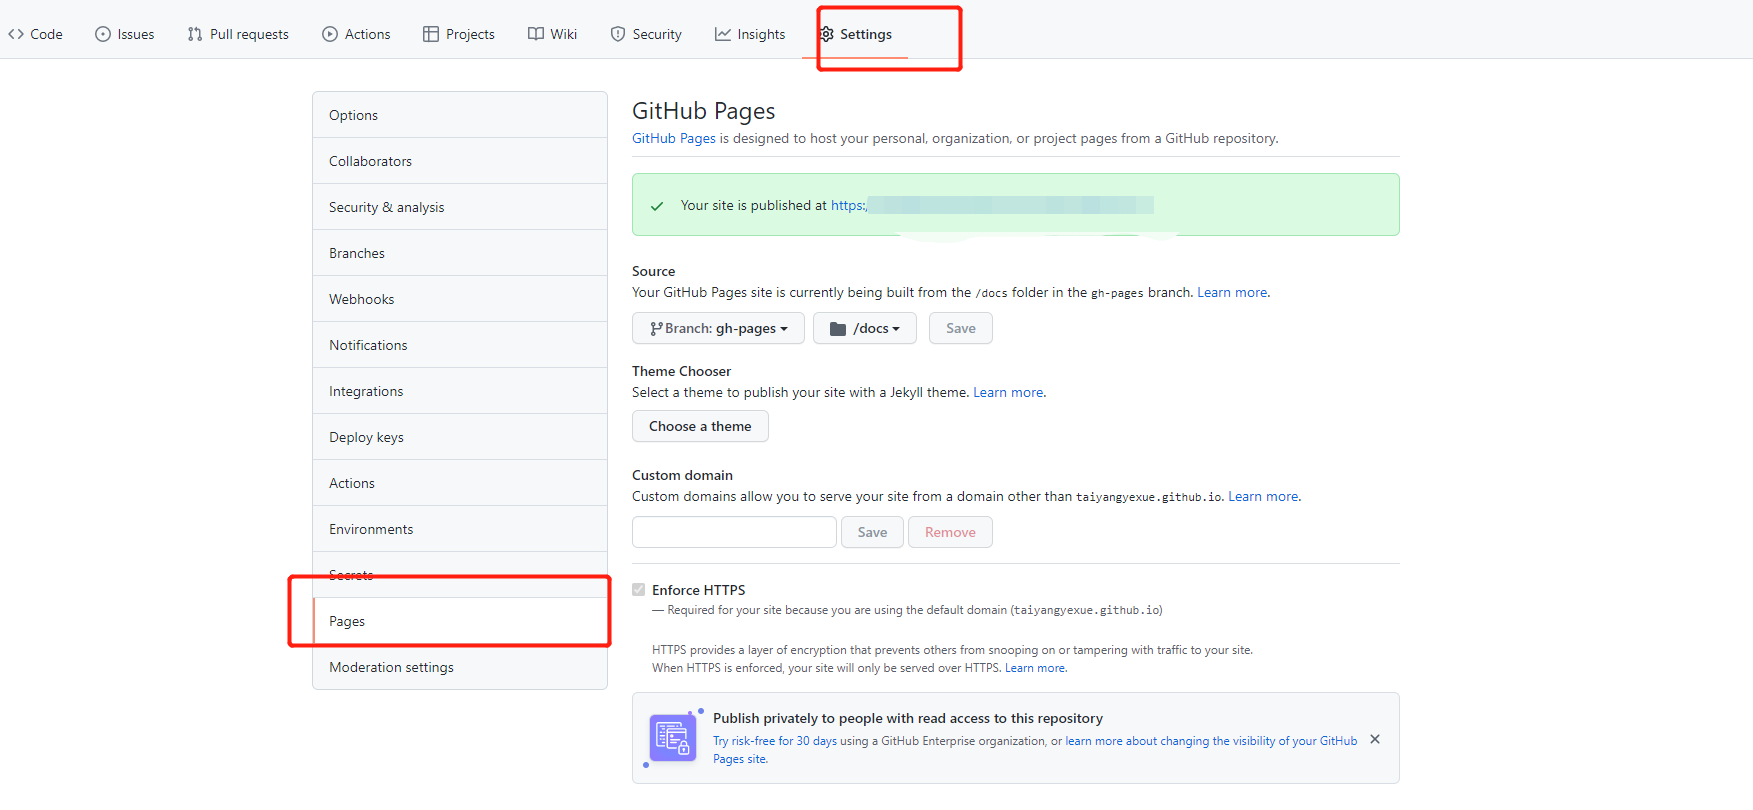 Code Issues Pull requests Actions Projects Wiki Security Insights Settings
Options
Collaborators
Security & analysis
Branches
Webhooks
Notifications
Integrations
Deploy keys
Actions
Environments
Secrets
Pages
Moderation settings
GitHub Pages
GitHub Pages is designed to host your personal, organization, or project pages from a GitHub repository.
Your site is published at https:/
Source
Your GitHub Pages site is currently being built from the /docs folder in the gh-pages branch. Learn more.
Branch: gh-pages /docs Save
Theme Chooser
Select a theme to publish your site with a Jekyll theme. Learn more.
Choose a theme
Custom domain
Custom domains allow you to serve your site from a domain other than taiyangyexue.github.io. Learn more.
Save Remove
Enforce HTTPS
— Required for your site because you are using the default domain (taiyangyexue.github.io)
HTTPS provides a layer of encryption that prevents others from snooping on or tampering with traffic to your site.
When HTTPS is enforced, your site will only be served over HTTPS. Learn more.
Publish privately to people with read access to this repository
Try risk-free for 30 days using a GitHub Enterprise organization, or learn more about changing the visibility of your GitHub
Pages site.